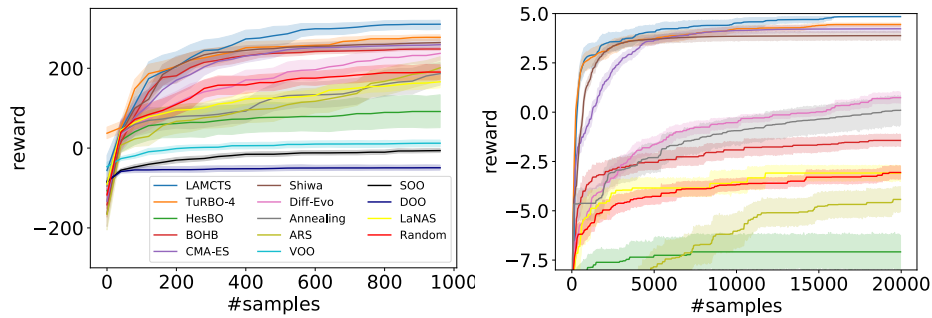 reward
200
0
−200
LAMCTS
TuRBO-4
HesBO
BOHB
CMA-ES
Shiwa
Diff-Evo
Annealing
ARS
VOO
SOO
DOO
LaNAS
Random
0 200 400 600 800 1000
#samples
reward
5.0
2.5
0.0
−2.5
−5.0
−7.5
0 5000 10000 15000 20000
#samples